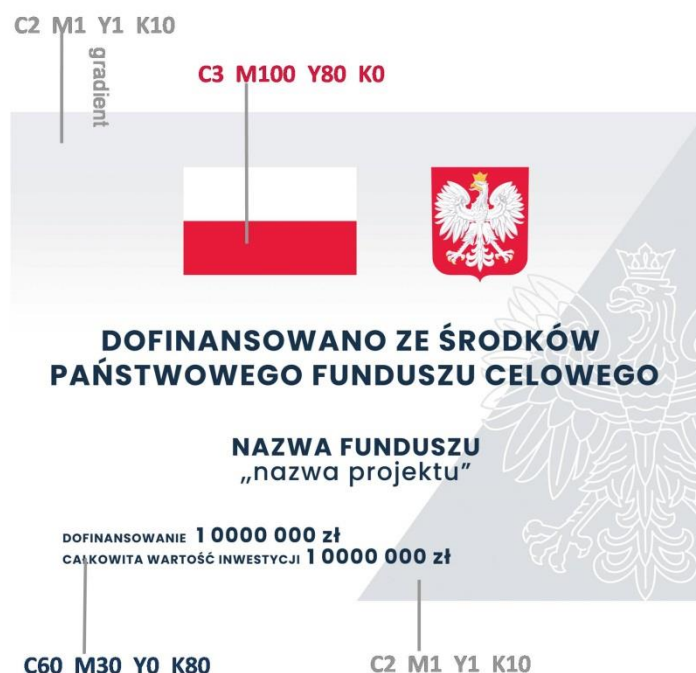 C2 M1 Y1 K10
gradient
C3 M100 Y80 K0
DOFINANSOWANO ZE ŚRODKÓW
PAŃSTWOWEGO FUNDUSZU CELOWEGO
NAZWA FUNDUSZU
„nazwa projektu”
DOFINANSOWANIE 1 0000 000 zł
CAŁKOWITA WARTOŚĆ INWESTYCJI 1 0000 000 zł
C60 M30 Y0 K80
C2 M1 Y1 K10